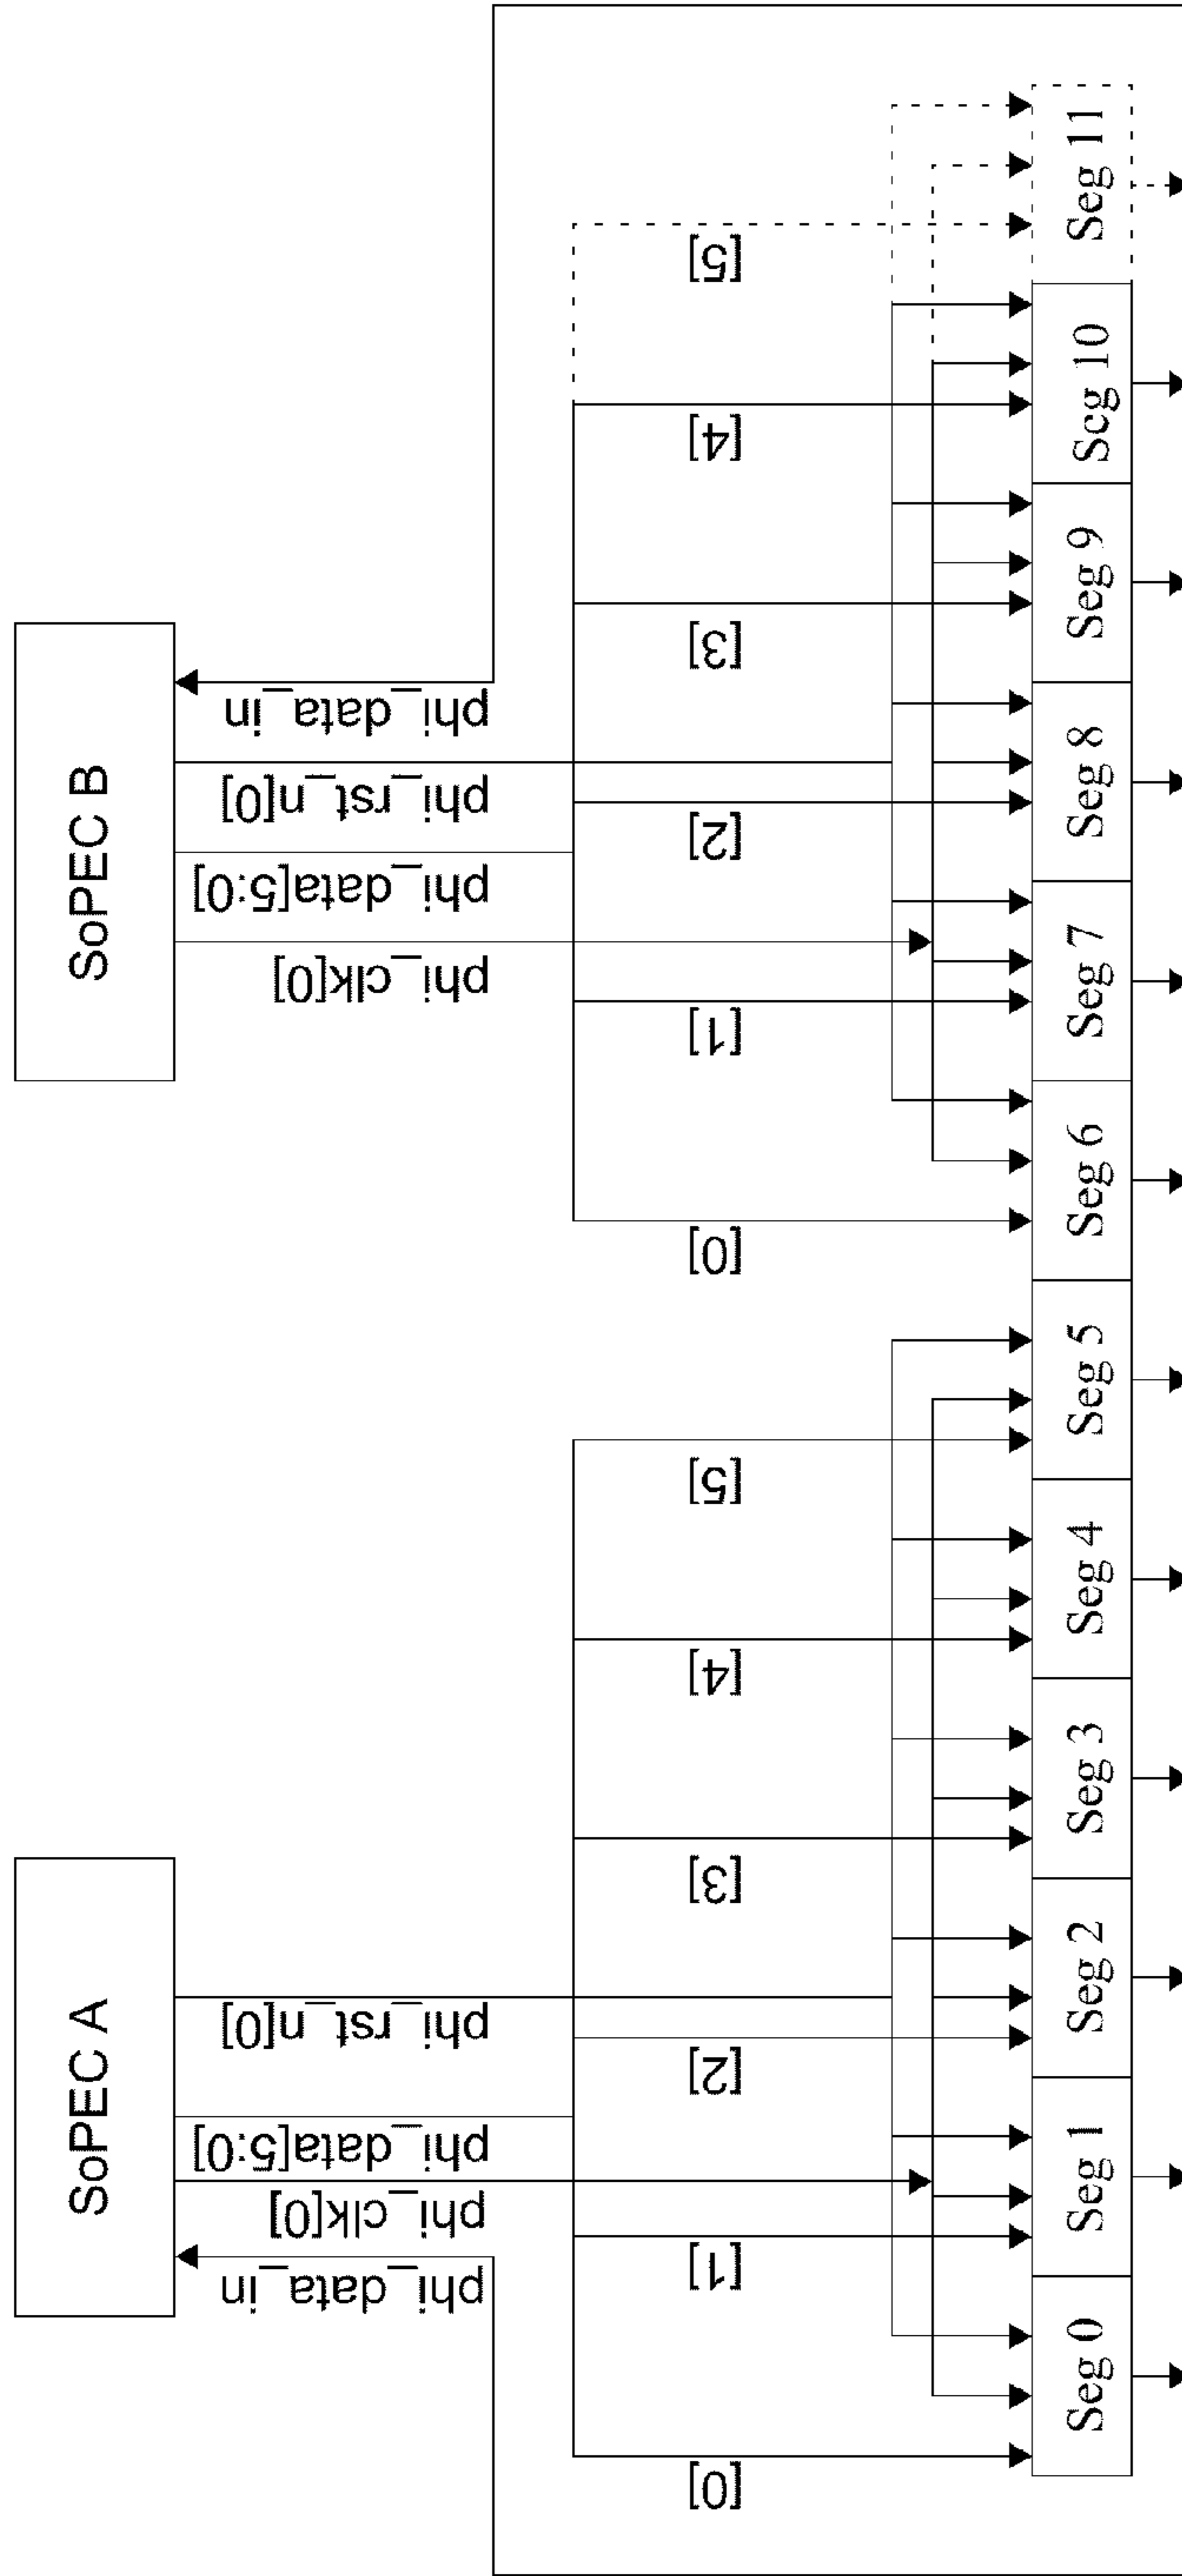 SoPEC A
SoPEC B
phi_data_in
phi_clk[0]
phi_data[5:0]
phi_rst_n[0]
phi_clk[0]
phi_data[5:0]
phi_rst_n[0]
phi_data_in
[0]
[1]
[2]
[3]
[4]
[5]
[0]
[1]
[2]
[3]
[4]
[5]
Seg 0
Seg 1
Seg 2
Seg 3
Seg 4
Seg 5
Seg 6
Seg 7
Seg 8
Seg 9
Seg 10
Seg 11